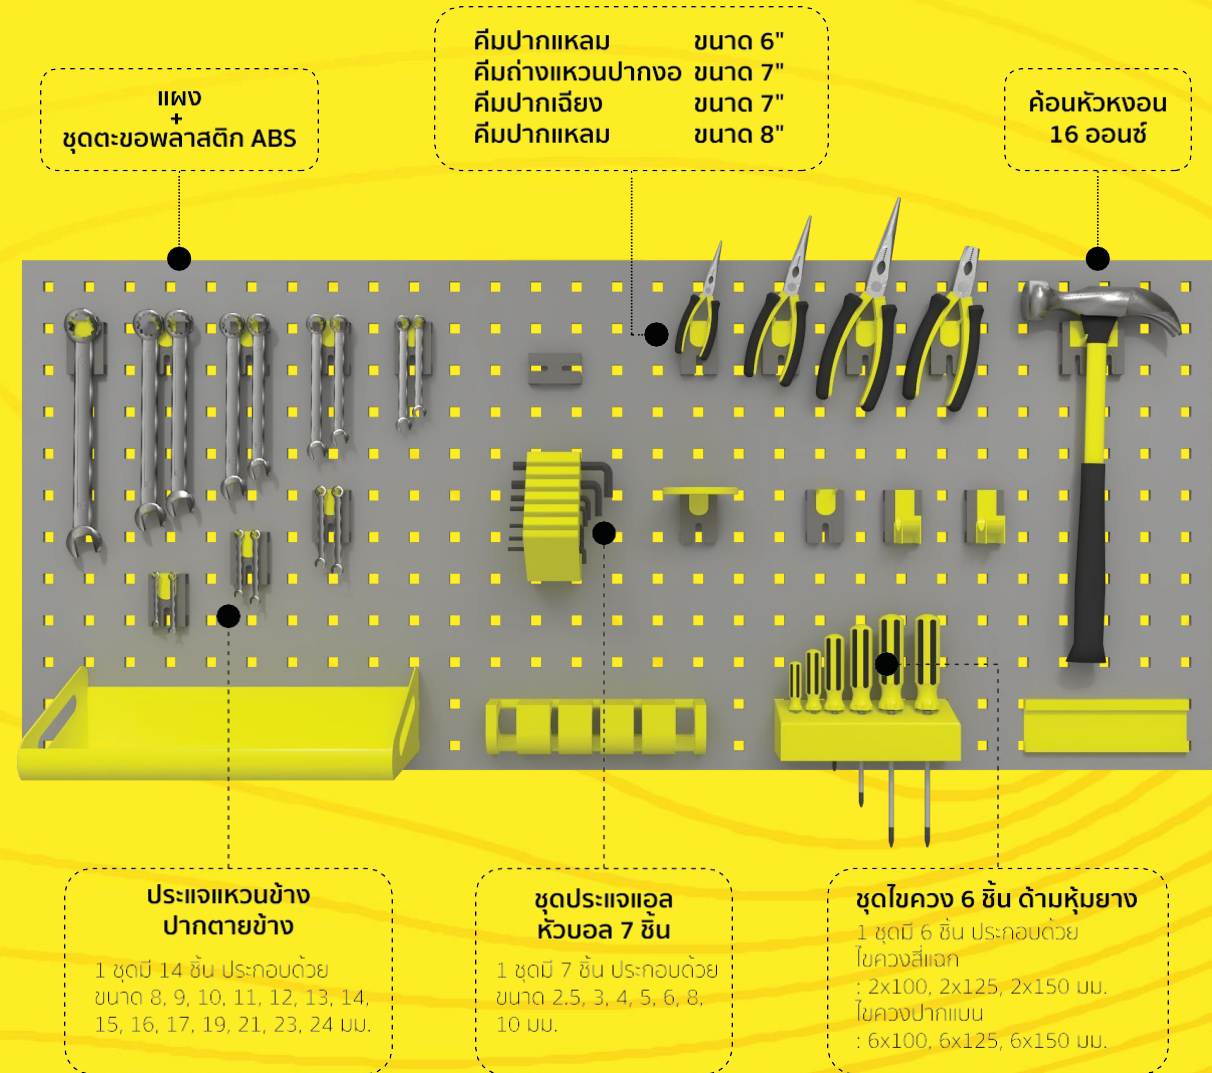 แผง
+
ชุดตะขอพลาสติก ABS
คีมปากแหลม ขนาด 6"
คีมถ่างแหวนปากงอ ขนาด 7"
คีมปากเฉียง ขนาด 7"
คีมปากแหลม ขนาด 8"
ค้อนหัวหงอน
16 ออนซ์
ประแจแหวนข้าง
ปากตายข้าง
1 ชุดมี 14 ชิ้น ประกอบด้วย
ขนาด 8, 9, 10, 11, 12, 13, 14,
15, 16, 17, 19, 21, 23, 24 มม.
ชุดประแจแอล
หัวบอล 7 ชิ้น
1 ชุดมี 7 ชิ้น ประกอบด้วย
ขนาด 2.5, 3, 4, 5, 6, 8,
10 มม.
ชุดไขควง 6 ชิ้น ด้ามหุ้มยาง
1 ชุดมี 6 ชิ้น ประกอบด้วย
ไขควงสี่แฉก
: 2x100, 2x125, 2x150 มม.
ไขควงปากแบน
: 6x100, 6x125, 6x150 มม.